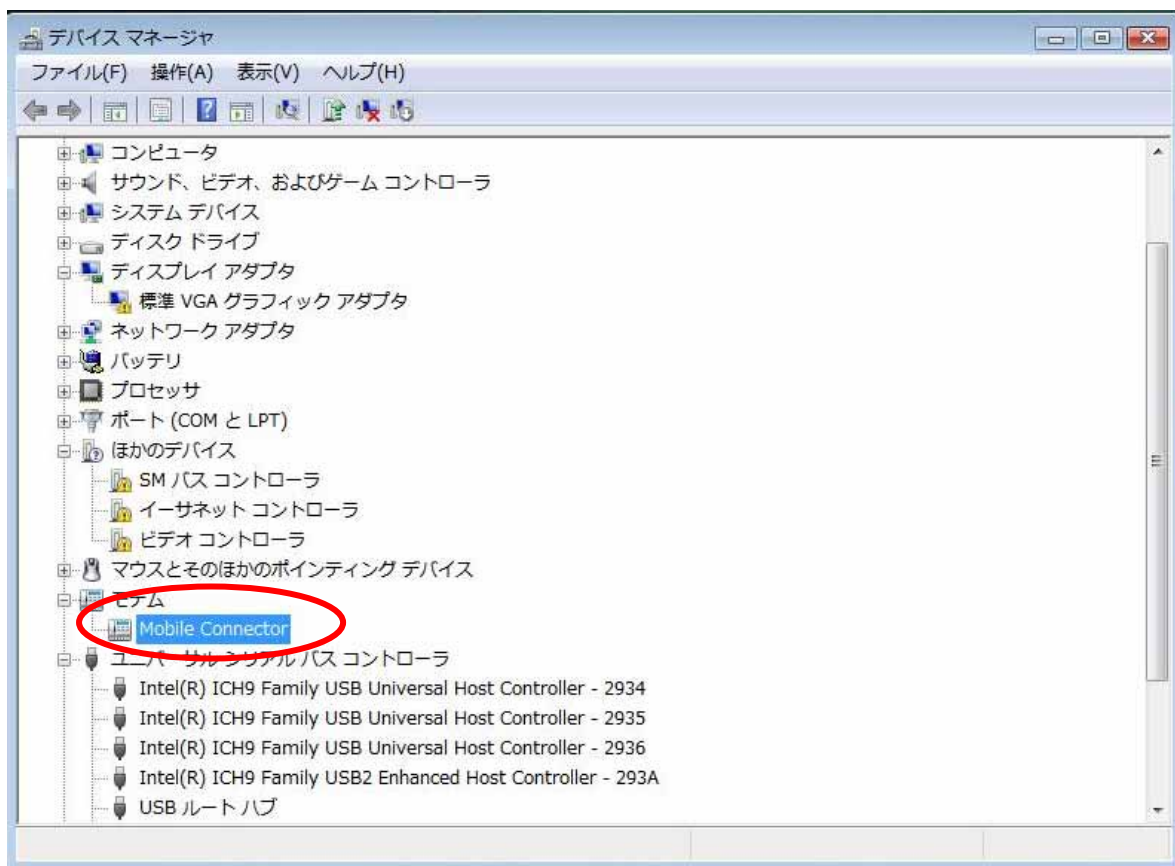 デバイス マネージャ
ファイル(F) 操作(A) 表示(V) ヘルプ(H)
コンピュータ
サウンド、ビデオ、およびゲーム コントローラ
システム デバイス
ディスク ドライブ
ディスプレイ アダプタ
標準 VGA グラフィック アダプタ
ネットワーク アダプタ
バッテリ
プロセッサ
ポート (COM と LPT)
ほかのデバイス
SM バス コントローラ
イーサネット コントローラ
ビデオ コントローラ
マウスとそのほかのポインティング デバイス
モデム
Mobile Connector
ユニバーサル シリアル バス コントローラ
Intel(R) ICH9 Family USB Universal Host Controller - 2934
Intel(R) ICH9 Family USB Universal Host Controller - 2935
Intel(R) ICH9 Family USB Universal Host Controller - 2936
Intel(R) ICH9 Family USB2 Enhanced Host Controller - 293A
USB ルート ハブ